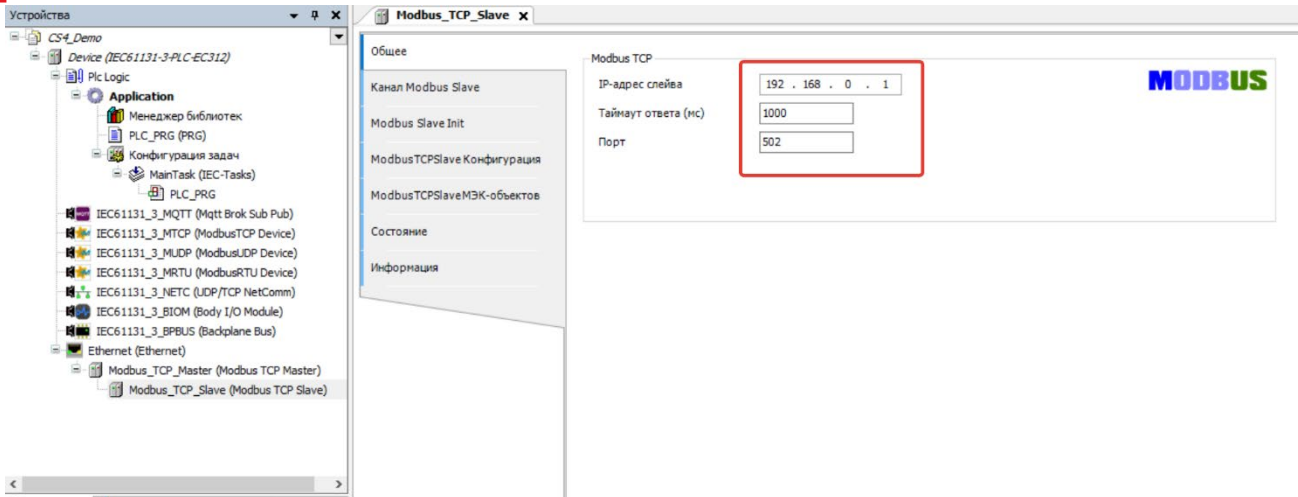 Устройства
CS4_Demo
Device (IEC61131-3-PLC-EC312)
Plc Logic
Application
Менеджер библиотек
PLC_PRG (PRG)
Конфигурация задач
MainTask (IEC-Tasks)
PLC_PRG
IEC61131_3_MQTT (Mqtt Brok Sub Pub)
IEC61131_3_MTCP (ModbusTCP Device)
IEC61131_3_MUDP (ModbusUDP Device)
IEC61131_3_MRTU (ModbusRTU Device)
IEC61131_3_NETC (UDP/TCP NetComm)
IEC61131_3_BIOM (Body I/O Module)
IEC61131_3_BPBUS (Backplane Bus)
Ethernet (Ethernet)
Modbus_TCP_Master (Modbus TCP Master)
Modbus_TCP_Slave (Modbus TCP Slave)
Modbus_TCP_Slave
Общее
Канал Modbus Slave
Modbus Slave Init
ModbusTCPSlave Конфигурация
ModbusTCPSlaveМЭК-объектов
Состояние
Информация
Modbus TCP
IP-адрес слейва 192 . 168 . 0 . 1
Таймаут ответа (мс) 1000
Порт 502
MODBUS